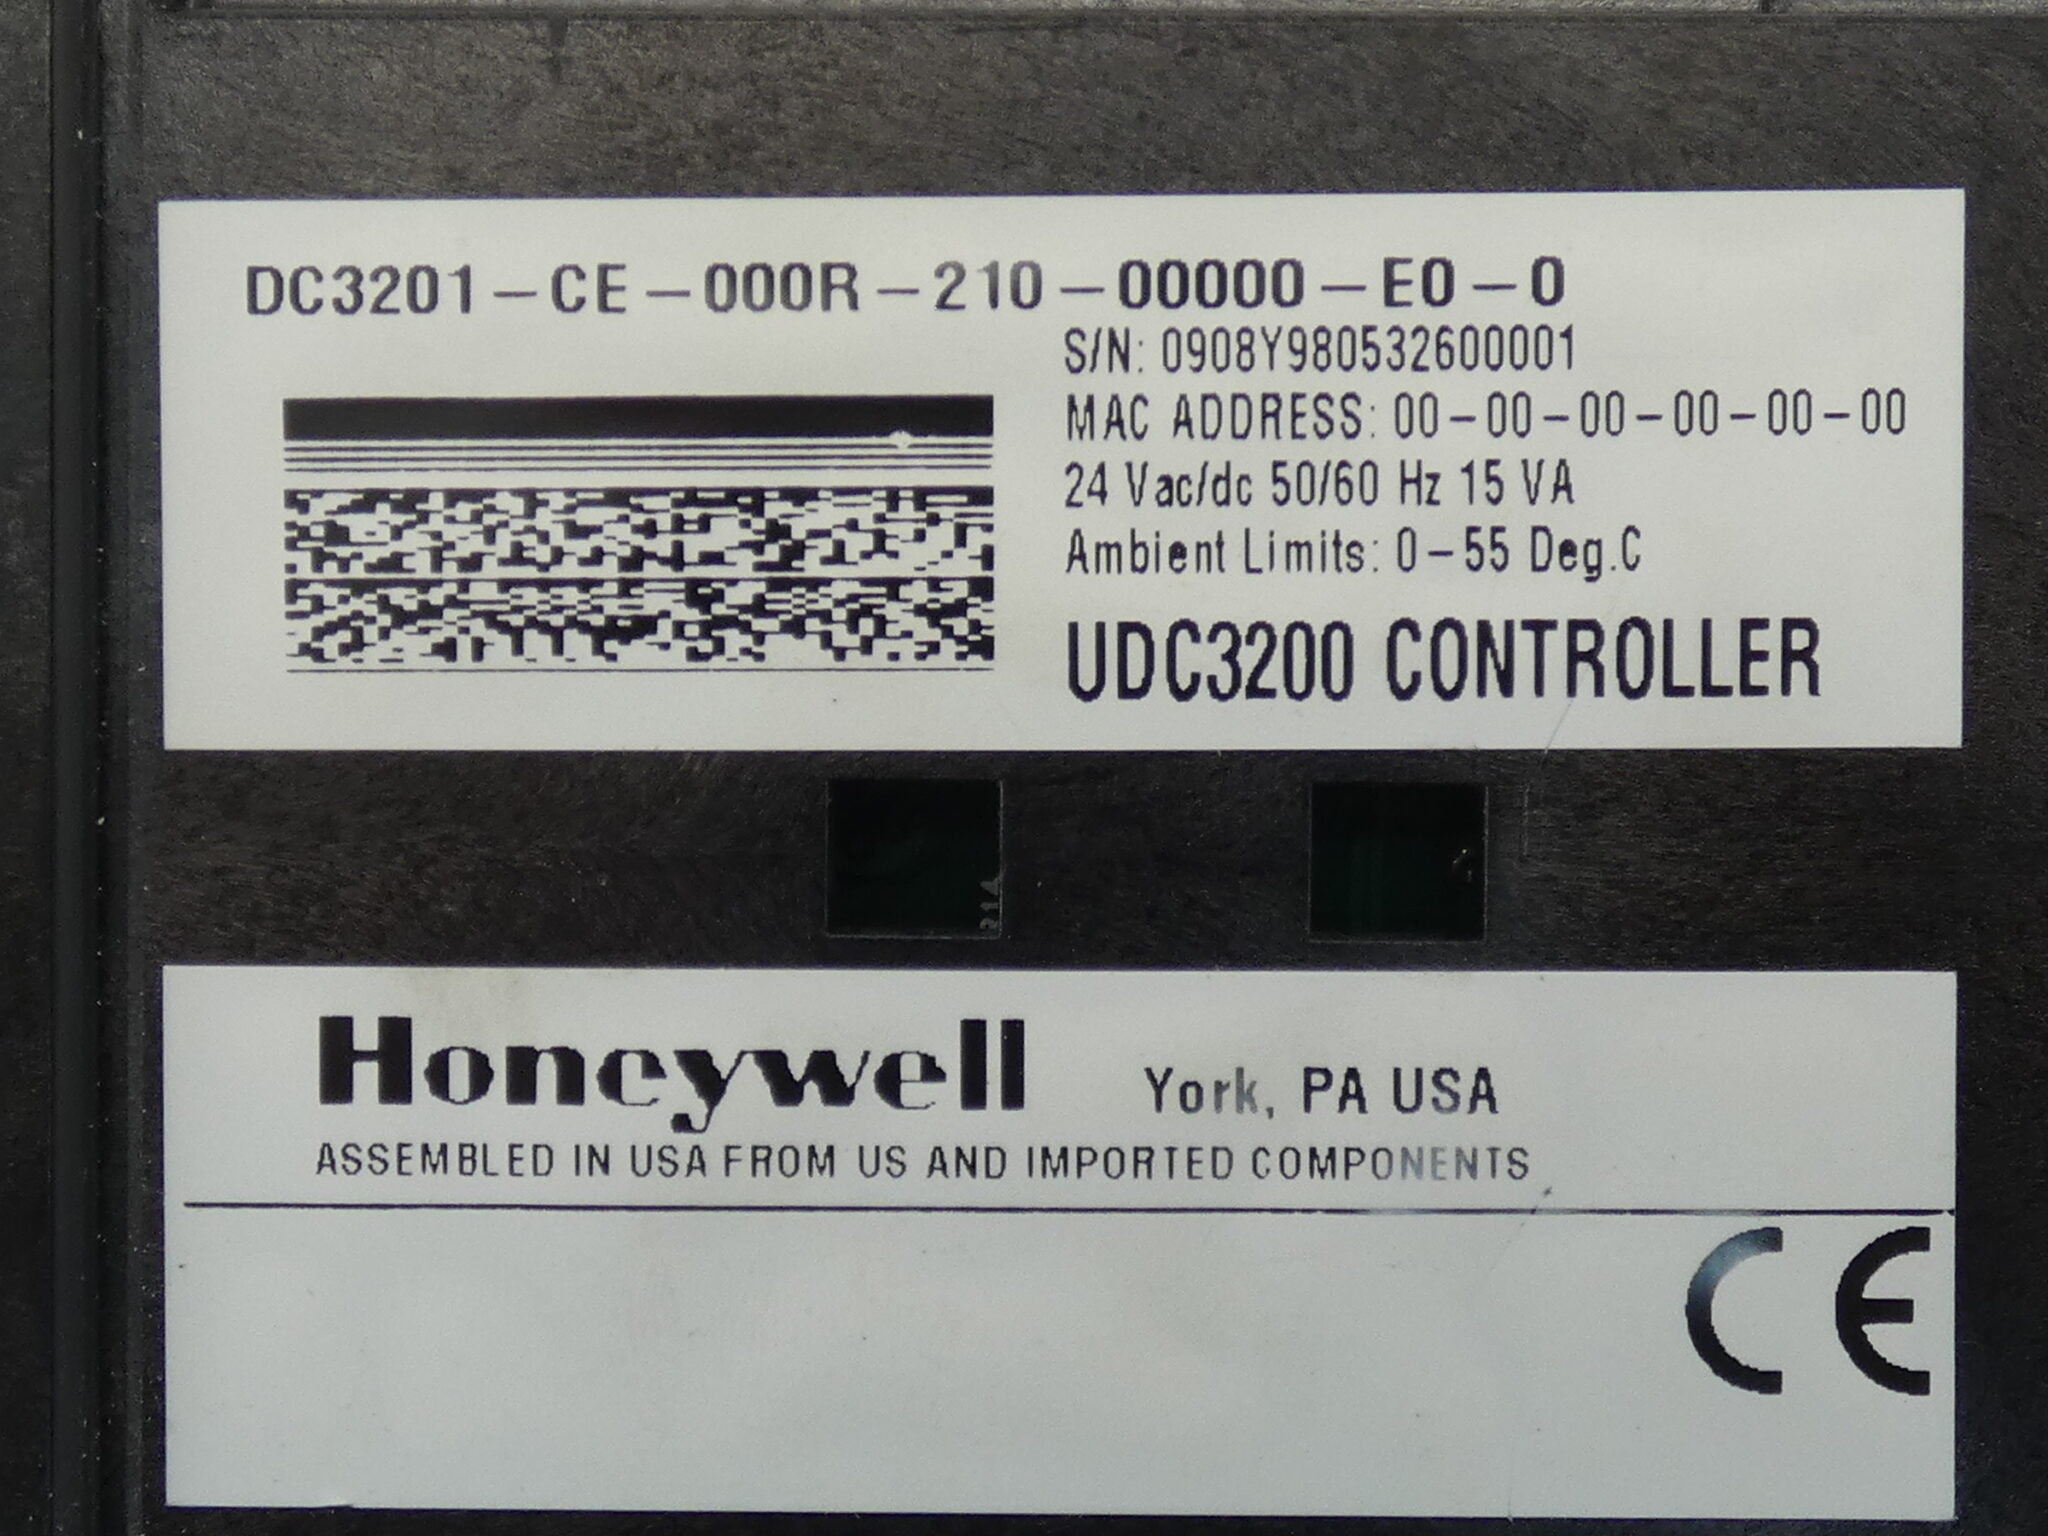 DC3201-CE-000R-210-00000-E0-0
S/N: 0908Y980532600001
MAC ADDRESS: 00-00-00-00-00-00
24 Vac/dc 50/60 Hz 15 VA
Ambient Limits: 0-55 Deg.C
UDC3200 CONTROLLER
Honeywell York, PA USA
ASSEMBLED IN USA FROM US AND IMPORTED COMPONENTS
CE